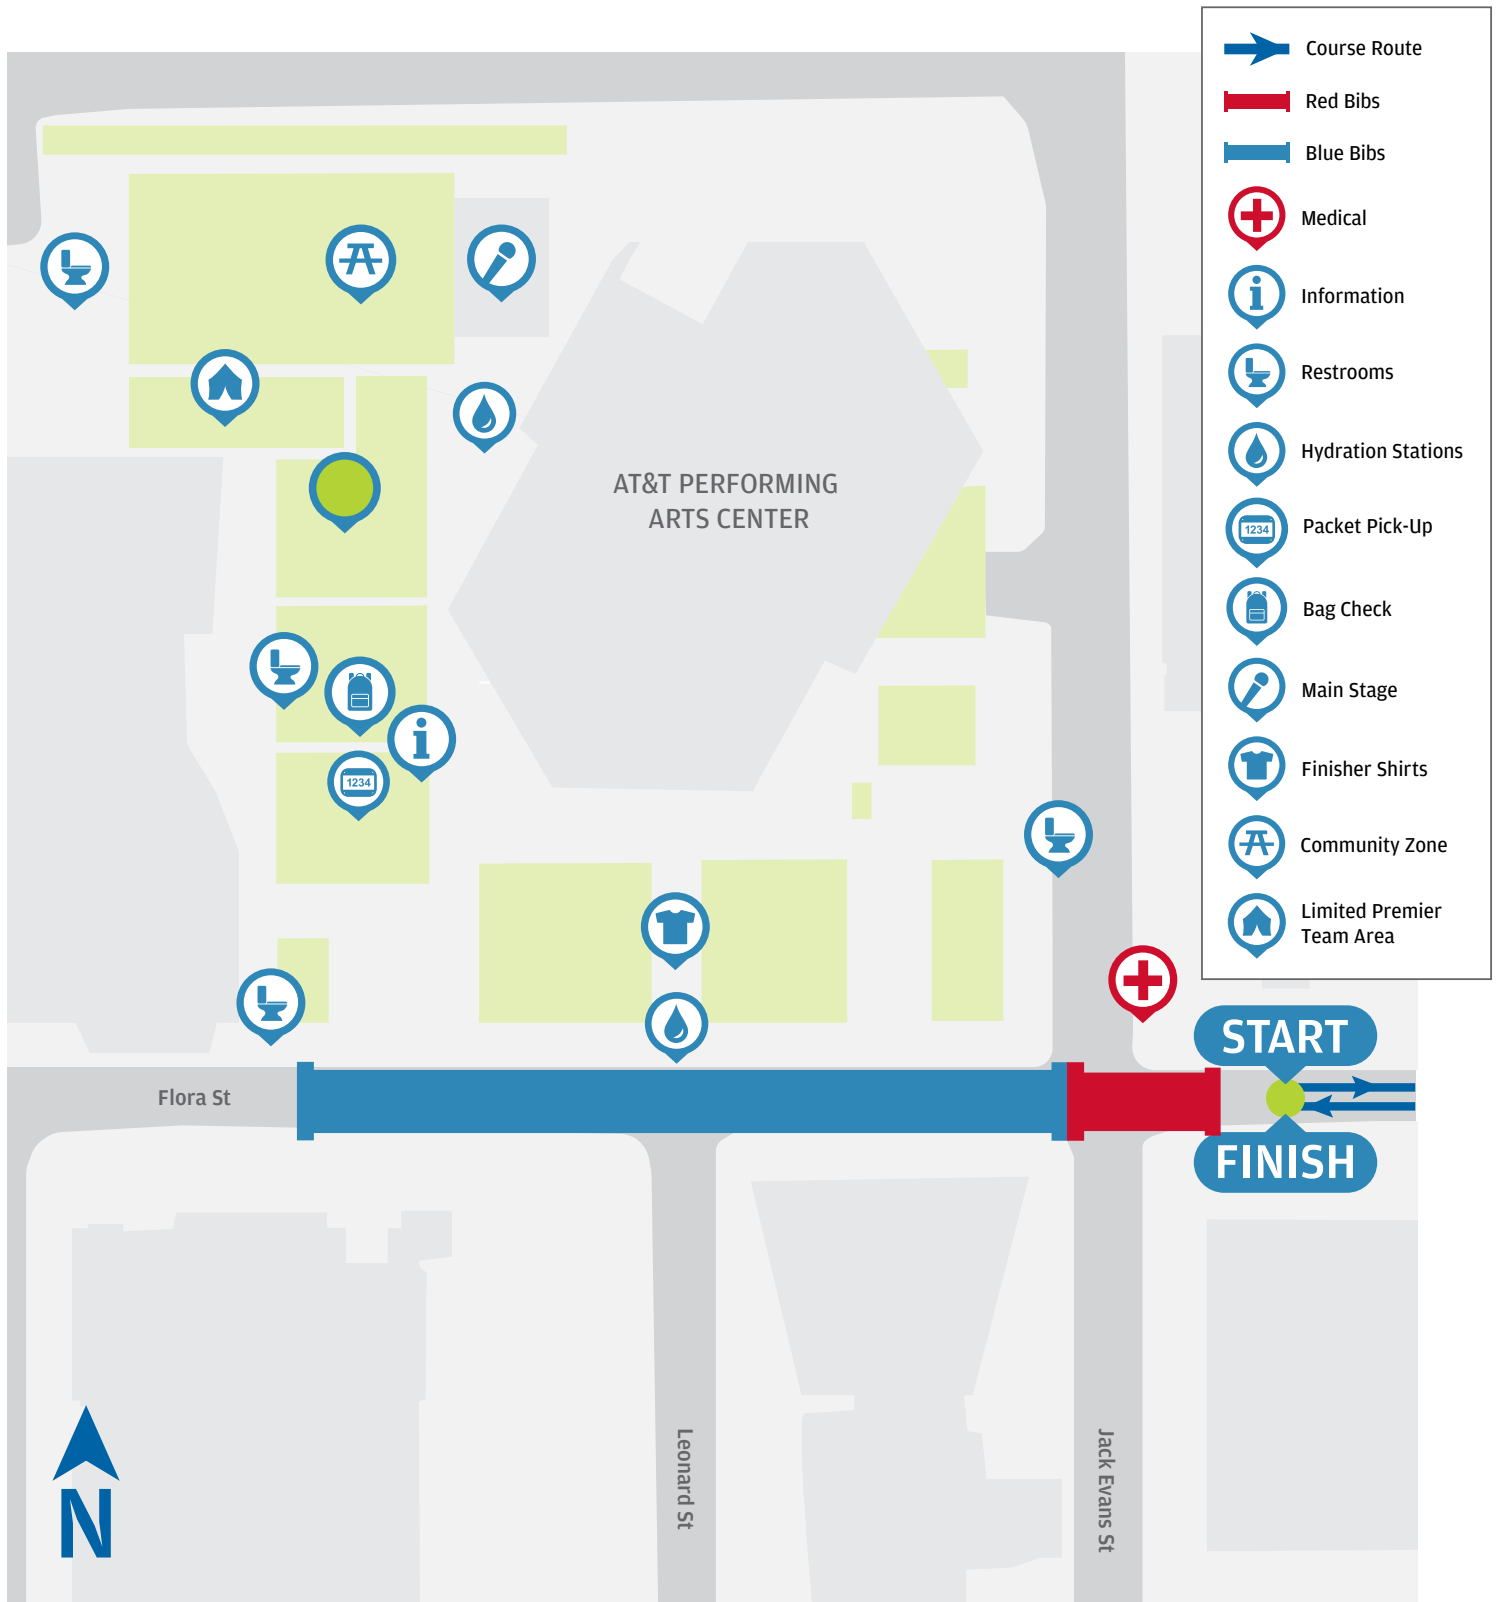 Course Route
Red Bibs
Blue Bibs
Medical
Information
Restrooms
Hydration Stations
1234
Packet Pick-Up
Bag Check
Main Stage
Finisher Shirts
Community Zone
Limited Premier
Team Area
AT&T PERFORMING
ARTS CENTER
1234
START
Flora St
FINISH
Leonard St
Jack Evans St
N